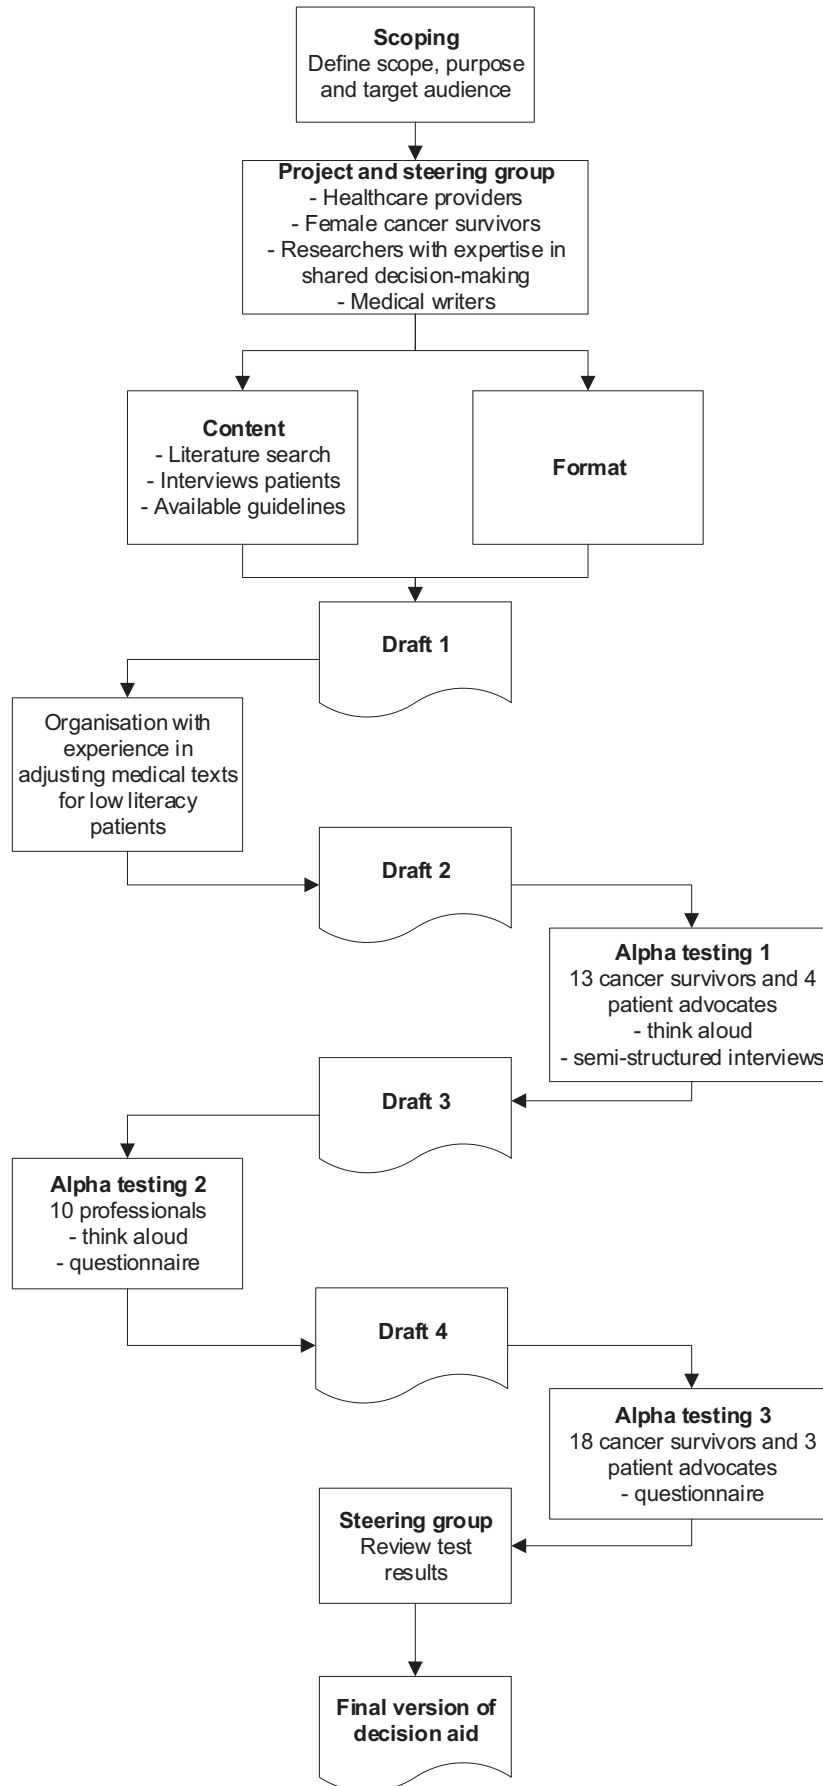 Scoping
Define scope, purpose
and target audience
Project and steering group
- Healthcare providers
- Female cancer survivors
- Researchers with expertise in
shared decision-making
- Medical writers
Content
- Literature search
- Interviews patients
- Available guidelines
Format
Draft 1
Organisation with
experience in
adjusting medical texts
for low literacy
patients
Draft 2
Alpha testing 1
13 cancer survivors and 4
patient advocates
- think aloud
- semi-structured interviews
Draft 3
Alpha testing 2
10 professionals
- think aloud
- questionnaire
Draft 4
Alpha testing 3
18 cancer survivors and 3
patient advocates
- questionnaire
Steering group
Review test
results
Final version of
decision aid